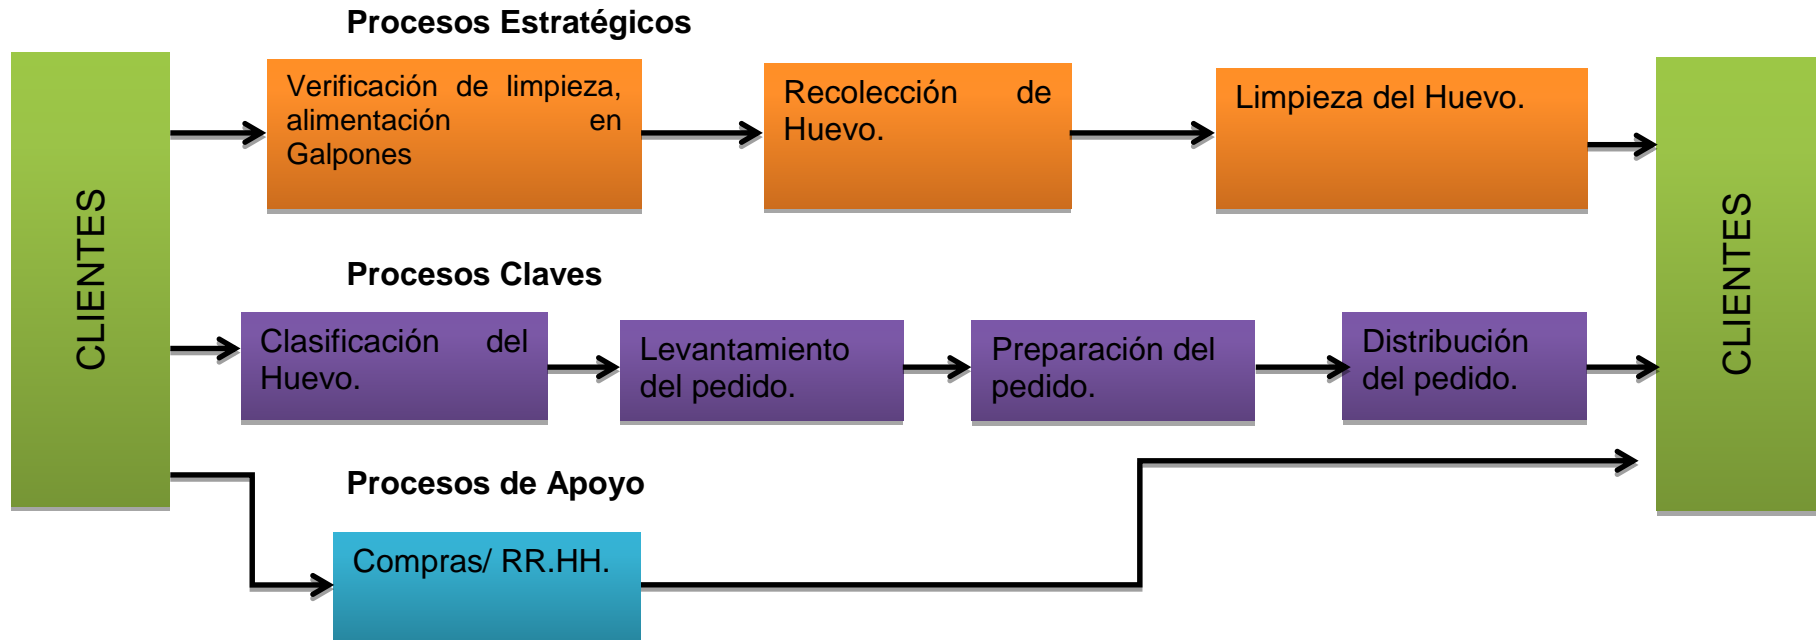 Procesos Estratégicos
CLIENTES
Verificación de limpieza,
alimentación en
Galpones
Recolección de
Huevo.
Limpieza del Huevo.
CLIENTES
Procesos Claves
Clasificación del
Huevo.
Levantamiento
del pedido.
Preparación del
pedido.
Distribución
del pedido.
Procesos de Apoyo
Compras/ RR.HH.